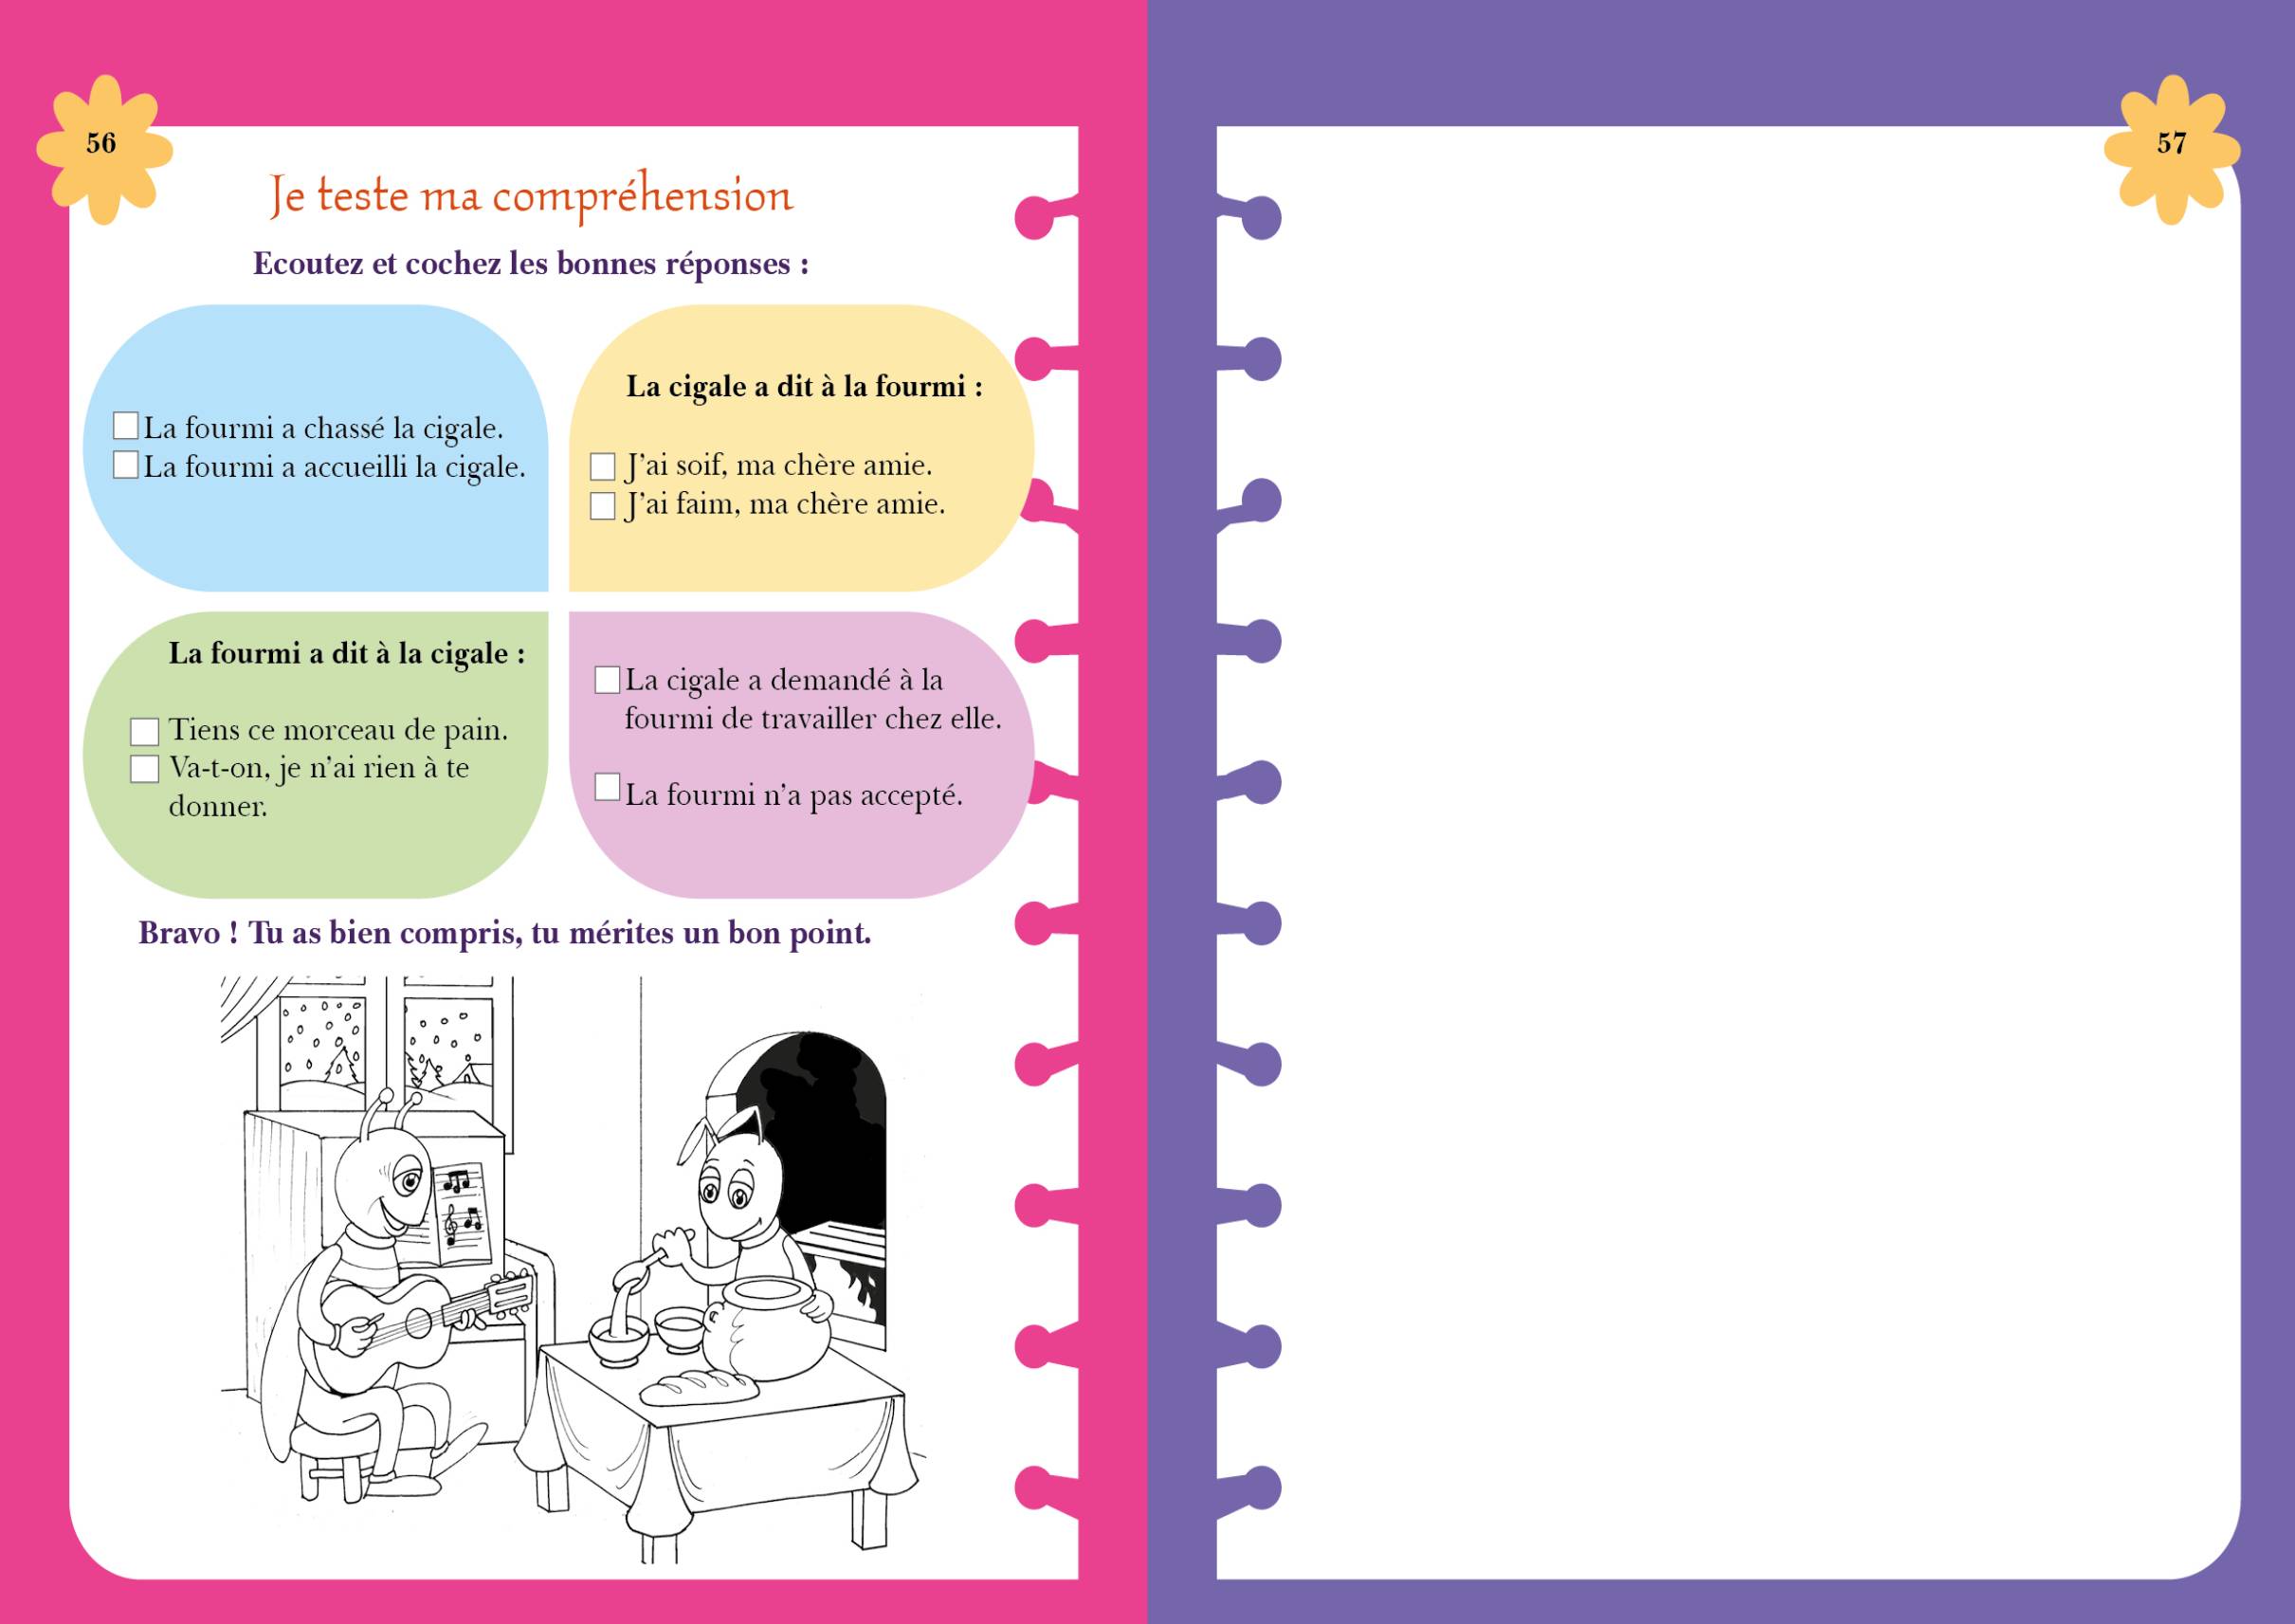 56
Je teste ma compréhension
Ecoutez et cochez les bonnes réponses :
La fourmi a chassé la cigale.
La fourmi a accueilli la cigale.
La cigale a dit à la fourmi :
J’ai soif, ma chère amie.
J’ai faim, ma chère amie.
La fourmi a dit à la cigale :
Tiens ce morceau de pain.
Va-t-on, je n’ai rien à te
donner.
La cigale a demandé à la
fourmi de travailler chez elle.
La fourmi n’a pas accepté.
Bravo ! Tu as bien compris, tu mérites un bon point.
57